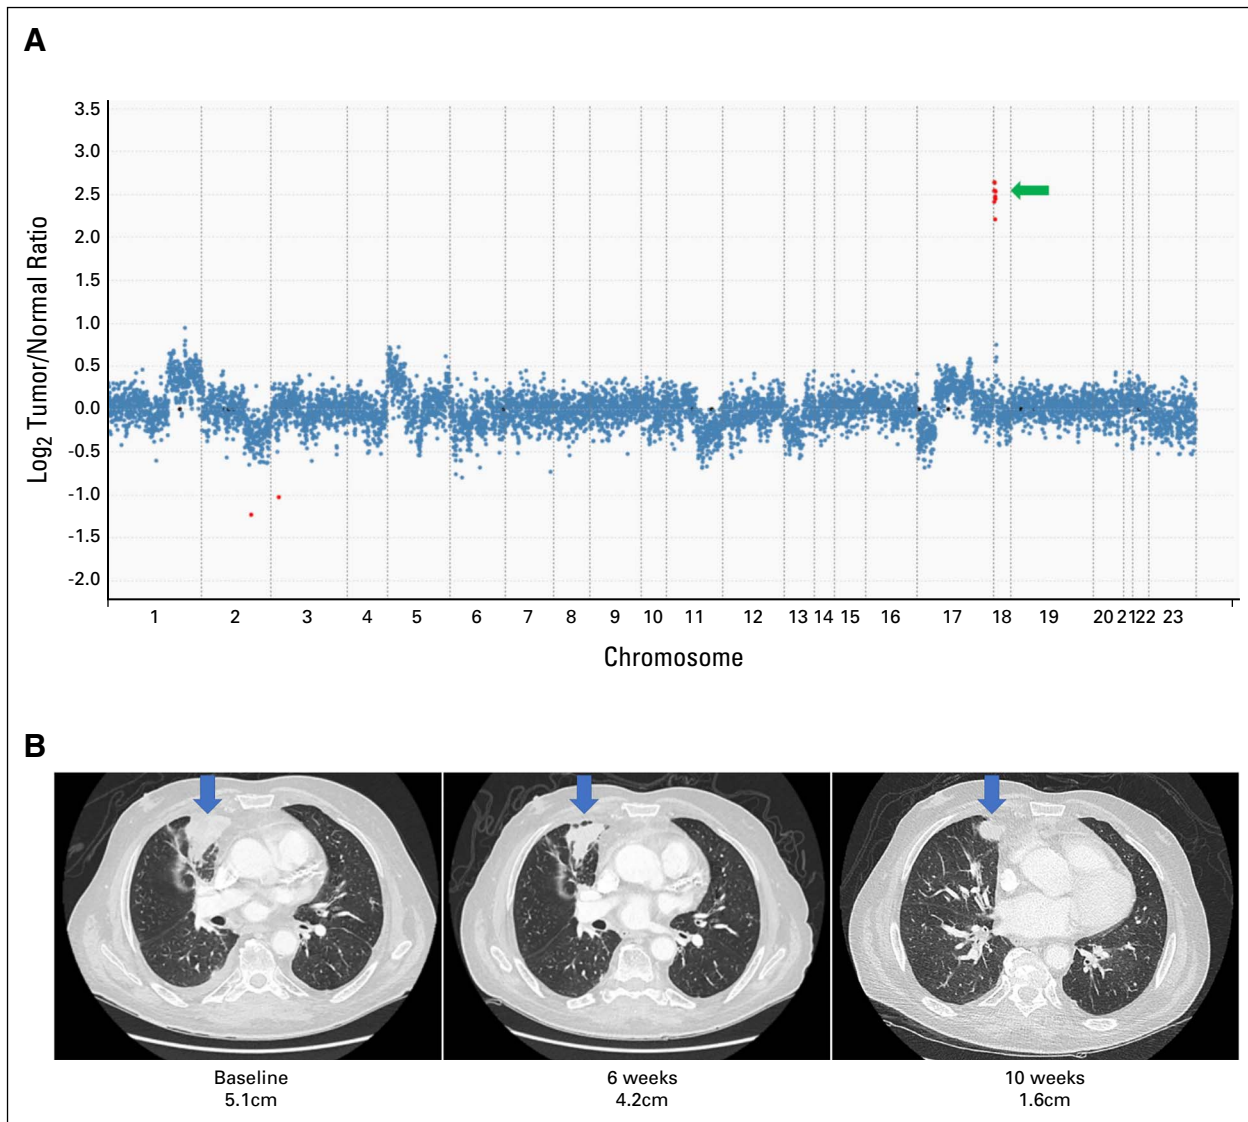 A
3.5
3.0
2.5
2.0
1.5
1.0
0.5
0.0
-0.5
-1.0
-1.5
-2.0
Log2 Tumor/Normal Ratio
1 2 3 4 5 6 7 8 9 10 11 12 13 14 15 16 17 18 19 20 2122 23
Chromosome
B
Baseline
5.1cm
6 weeks
4.2cm
10 weeks
1.6cm